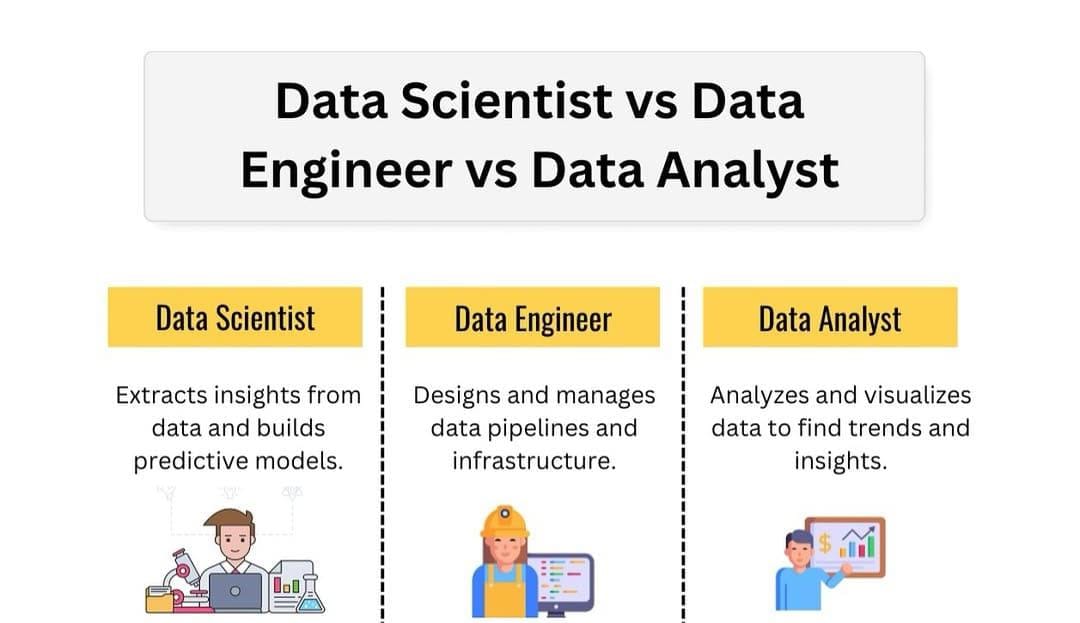 Data Scientist vs Data
Engineer vs Data Analyst
Data Scientist
Extracts insights from
data and builds
predictive models.
Data Engineer
Designs and manages
data pipelines and
infrastructure.
Data Analyst
Analyzes and visualizes
data to find trends and
insights.
$